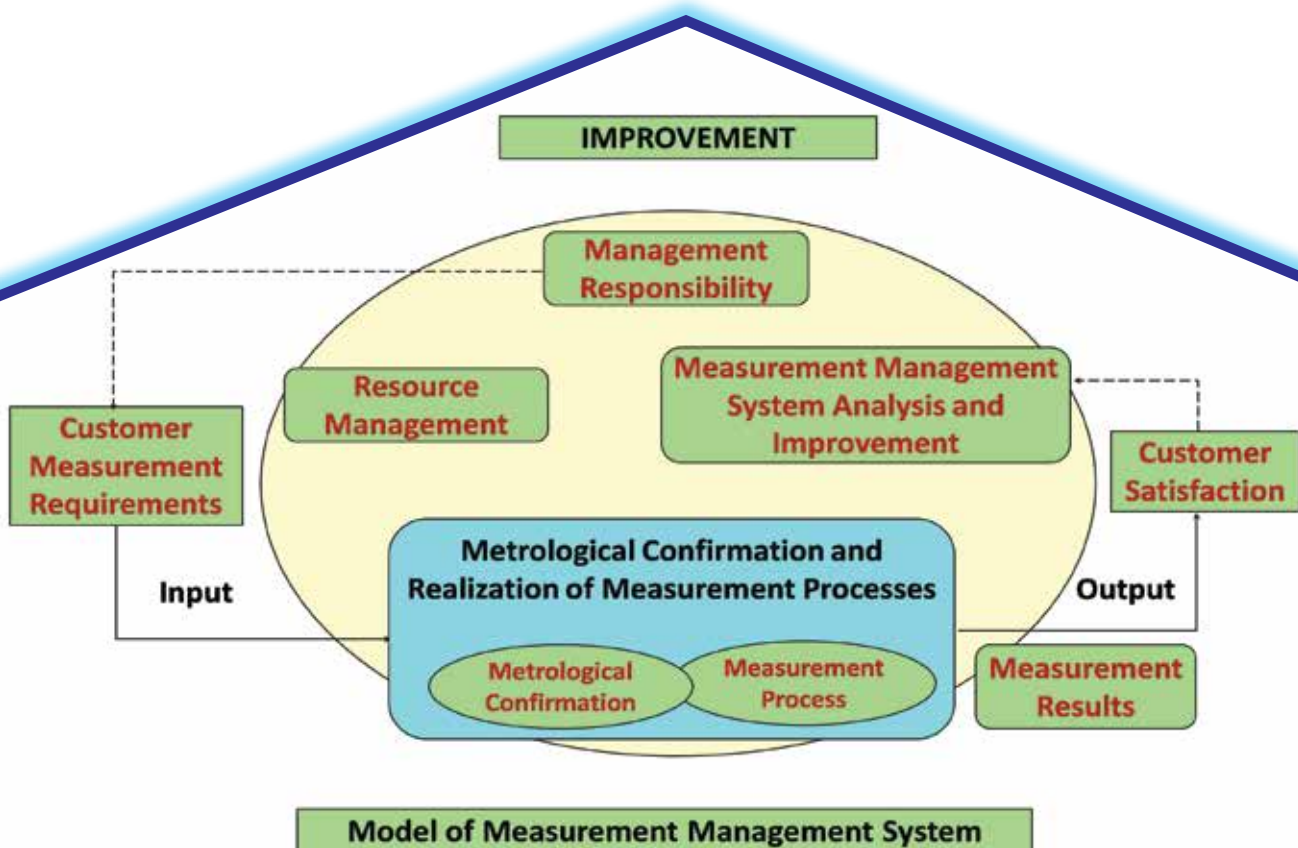 IMPROVEMENT
Management
Responsibility
Resource
Management
Measurement Management
System Analysis and
Improvement
Customer
Measurement
Requirements
Customer
Satisfaction
Input
Metrological Confirmation and
Realization of Measurement Processes
Output
Metrological
Confirmation
Measurement
Process
Measurement
Results
Model of Measurement Management System